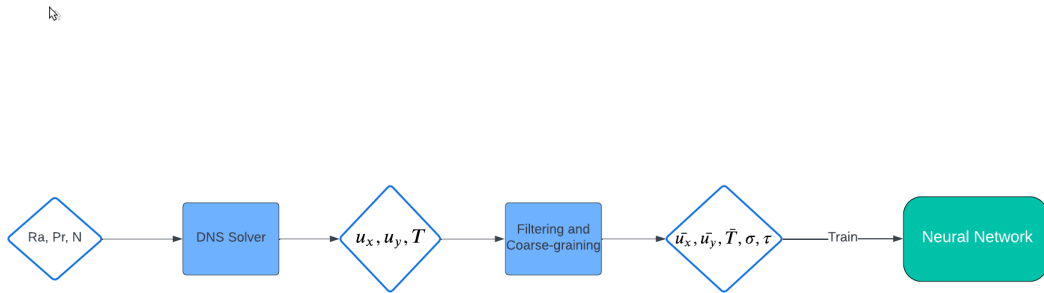 Ra, Pr, N
DNS Solver
u_x, u_y, T
Filtering and
Coarse-graining
ū_x, ū_y, T̄, σ, τ
Train
Neural Network